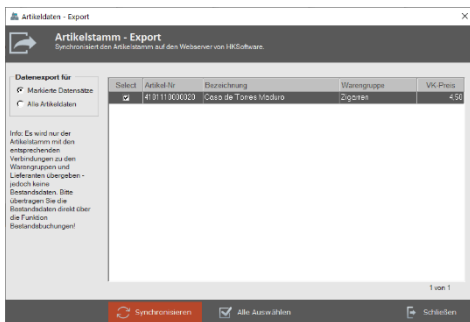 Artikeldaten - Export
Artikelstamm - Export
Synchronisiert den Artikelstamm auf den Webserver von HKSoftware.
Datenexport für
Markierte Datensätze
Alle Artikeldaten
Info: Es wird nur der
Artikelstamm mit den
entsprechenden
Verbindungen zu den
Warengruppen und
Lieferanten übergeben -
jedoch keine
Bestandsdaten. Bitte
übertragen Sie die
Bestandsdaten direkt über
die Funktion
Bestandsbuchungen!
Select Artikel-Nr Bezeichnung Warengruppe VK-Preis
4101110000020 Casa de Torres Maduro Zigarren 4,50
1 von 1
Synchronisieren Alle Auswählen Schließen